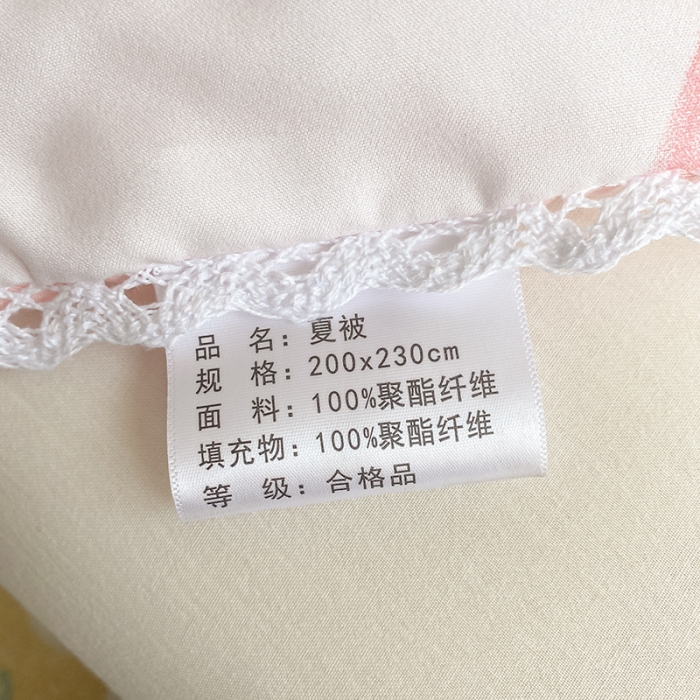 品 名：夏被
规 格：200x230cm
面 料：100%聚酯纤维
填充物：100%聚酯纤维
等 级：合格品